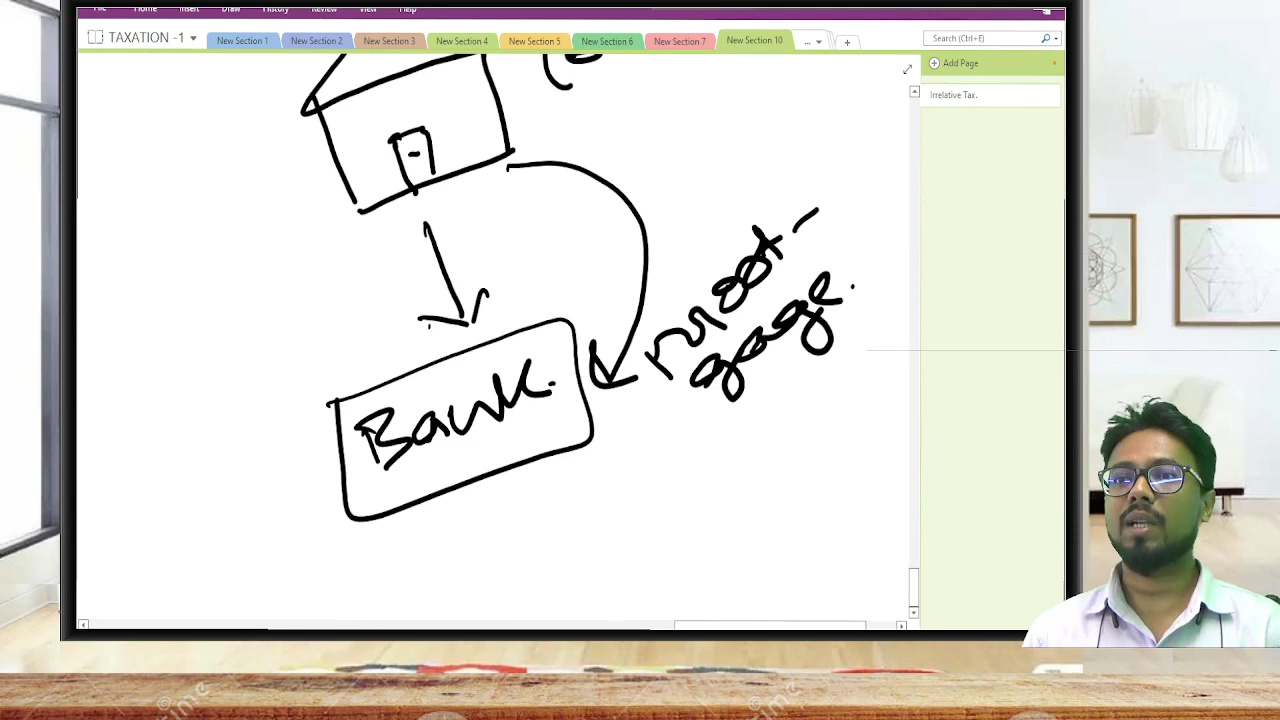 Home Insert Draw History Review View Help
TAXATION -1
New Section 1
New Section 2
New Section 3
New Section 4
New Section 5
New Section 6
New Section 7
New Section 10
...
Search (Ctrl+E)
Add Page
Irrelative Tax.
Bank.
gage.